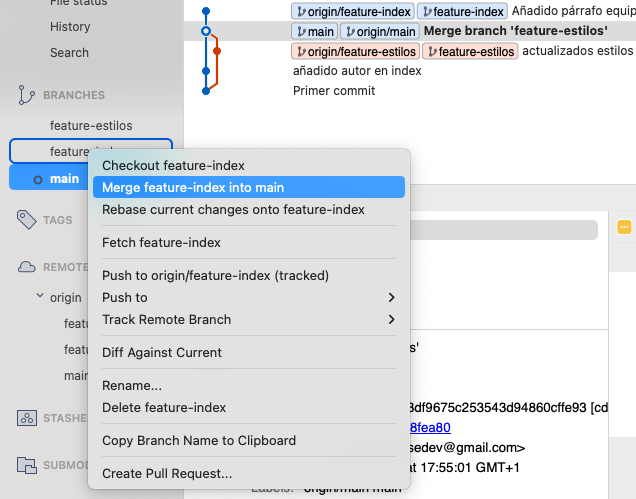 File status
origin/feature-index feature-index Añadido párrafo equip
History
main origin/main Merge branch 'feature-estilos'
Search
origin/feature-estilos feature-estilos actualizados estilos
añadido autor en index
BRANCHES
Primer commit
feature-estilos
main
TAGS
REMOTE
origin
featu
featu
main
STASHE
SUBMOD
Checkout feature-index
Merge feature-index into main
Rebase current changes onto feature-index
Fetch feature-index
Push to origin/feature-index (tracked)
Push to
Track Remote Branch
Diff Against Current
Rename...
Delete feature-index
Copy Branch Name to Clipboard
Create Pull Request...
s'
8df9675c253543d94860cffe93 [cd
8fea80
sedev@gmail.com>
at 17:55:01 GMT+1
Labels: origin/main main